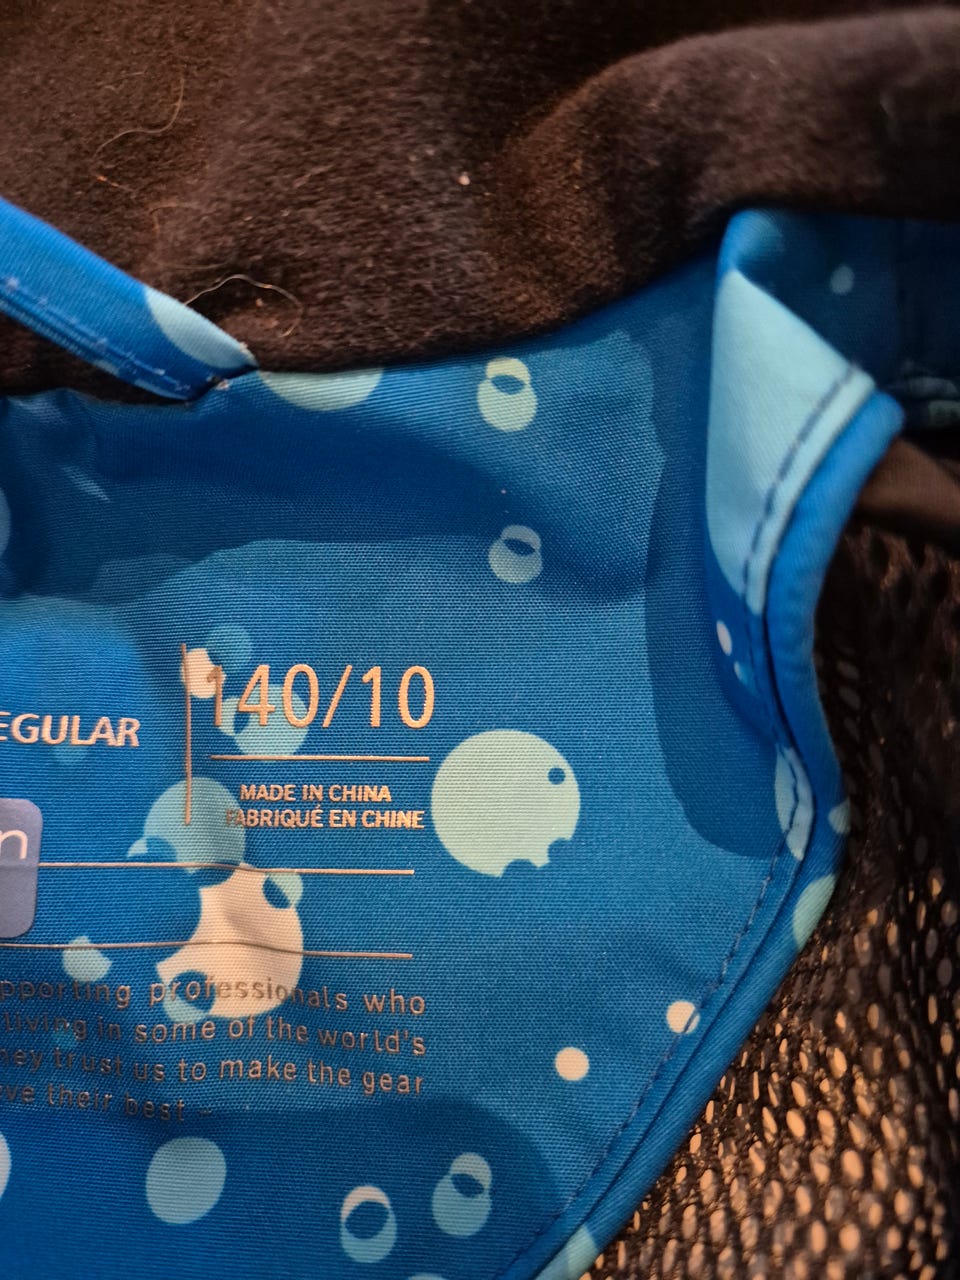 EGULAR
140/10
MADE IN CHINA
FABRIQUÉ EN CHINE
n
pporting professionals who
living in some of the world's
hey trust us to make the gear
ve their best –